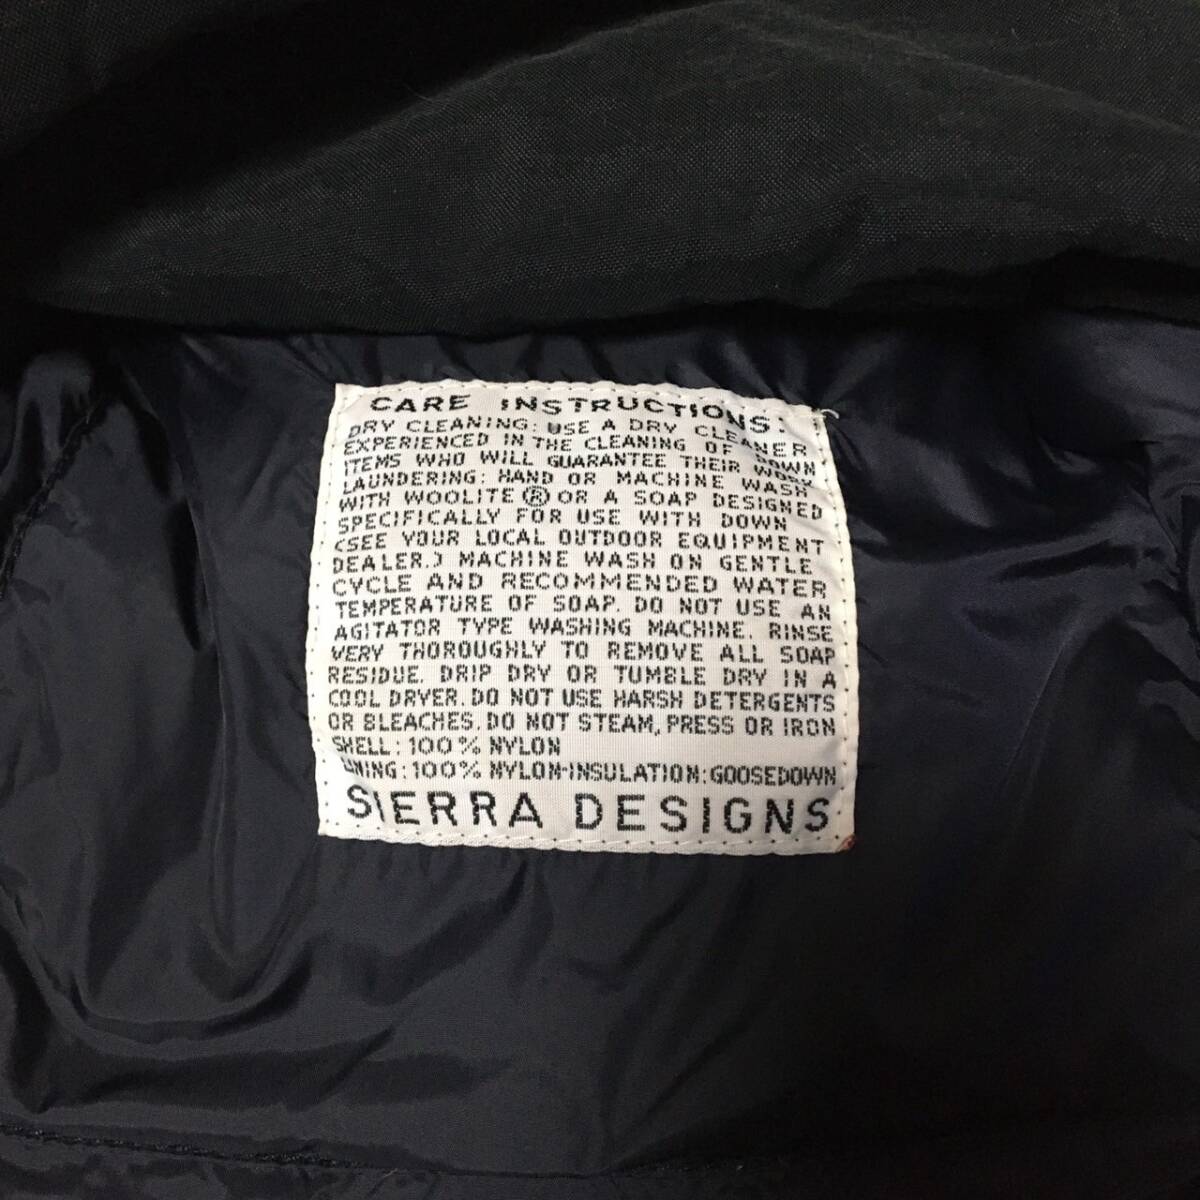 CARE INSTRUCTIONS:
DRY CLEANING: USE A DRY CLEANER
EXPERIENCED IN THE CLEANING OF DOWN
ITEMS WHO WILL GUARANTEE THEIR WORK
LAUNDERING: HAND OR MACHINE WASH
WITH WOOLITE ® OR A SOAP DESIGNED
SPECIFICALLY FOR USE WITH DOWN
(SEE YOUR LOCAL OUTDOOR EQUIPMENT
DEALER.) MACHINE WASH ON GENTLE
CYCLE AND RECOMMENDED WATER
TEMPERATURE OF SOAP. DO NOT USE AN
AGITATOR TYPE WASHING MACHINE. RINSE
VERY THOROUGHLY TO REMOVE ALL SOAP
RESIDUE. DRIP DRY OR TUMBLE DRY IN A
COOL DRYER. DO NOT USE HARSH DETERGENTS
OR BLEACHES. DO NOT STEAM, PRESS OR IRON
SHELL: 100% NYLON
LINING: 100% NYLON-INSULATION: GOOSEDOWN
SIERRA DESIGNS